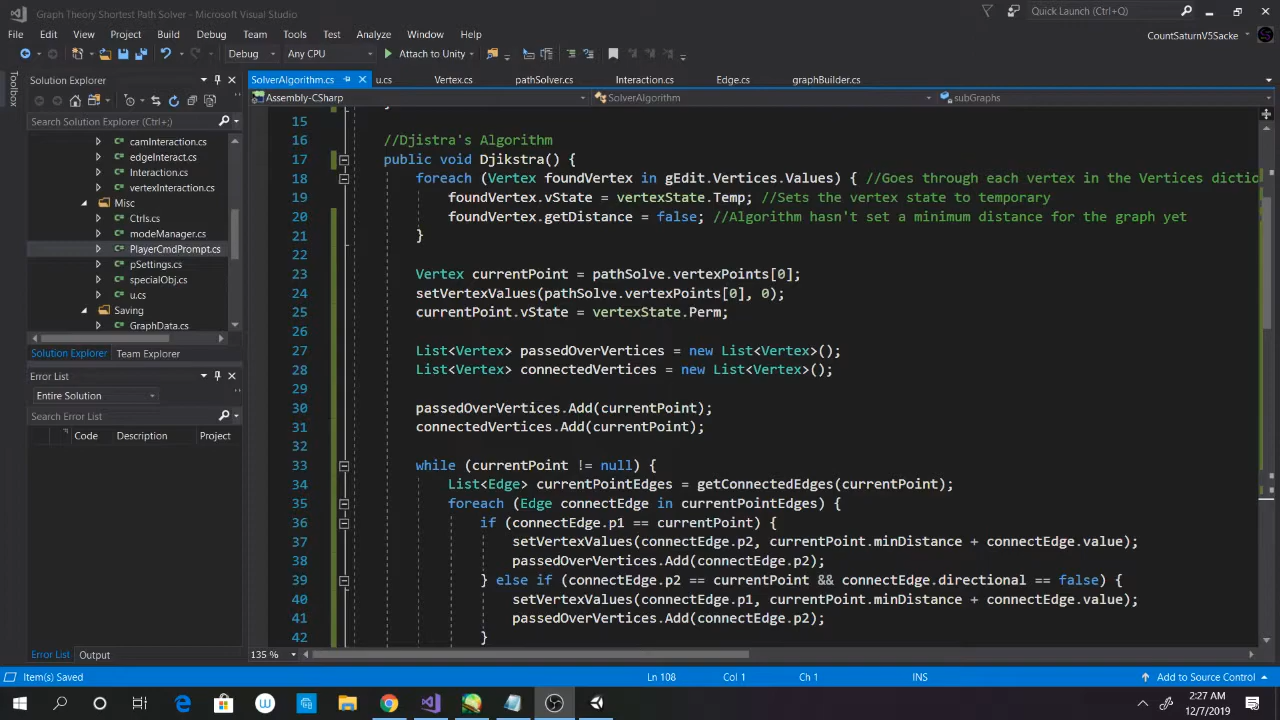 Graph Theory Shortest Path Solver - Microsoft Visual Studio
Quick Launch (Ctrl+Q)
File Edit View Project Build Debug Team Tools Test Analyze Window Help
CountSaturnV5Sacke
Debug Any CPU Attach to Unity
Toolbox
Solution Explorer
SolverAlgorithm.cs u.cs Vertex.cs pathSolver.cs Interaction.cs Edge.cs graphBuilder.cs
Assembly-CSharp SolverAlgorithm subGraphs
Search Solution Explorer (Ctrl+;)
camInteraction.cs
edgeInteract.cs
Interaction.cs
vertexInteraction.cs
Misc
Ctrls.cs
modeManager.cs
PlayerCmdPrompt.cs
pSettings.cs
specialObj.cs
u.cs
Saving
GraphData.cs
Solution Explorer Team Explorer
Error List
Entire Solution
Search Error List
Code Description Project
Error List Output
15
16 //Djistra's Algorithm
17 public void Djikstra() {
18 foreach (Vertex foundVertex in gEdit.Vertices.Values) { //Goes through each vertex in the Vertices dictio
19 foundVertex.vState = vertexState.Temp; //Sets the vertex state to temporary
20 foundVertex.getDistance = false; //Algorithm hasn't set a minimum distance for the graph yet
21 }
22
23 Vertex currentPoint = pathSolve.vertexPoints[0];
24 setVertexValues(pathSolve.vertexPoints[0], 0);
25 currentPoint.vState = vertexState.Perm;
26
27 List<Vertex> passedOverVertices = new List<Vertex>();
28 List<Vertex> connectedVertices = new List<Vertex>();
29
30 passedOverVertices.Add(currentPoint);
31 connectedVertices.Add(currentPoint);
32
33 while (currentPoint != null) {
34 List<Edge> currentPointEdges = getConnectedEdges(currentPoint);
35 foreach (Edge connectEdge in currentPointEdges) {
36 if (connectEdge.p1 == currentPoint) {
37 setVertexValues(connectEdge.p2, currentPoint.minDistance + connectEdge.value);
38 passedOverVertices.Add(connectEdge.p2);
39 } else if (connectEdge.p2 == currentPoint && connectEdge.directional == false) {
40 setVertexValues(connectEdge.p1, currentPoint.minDistance + connectEdge.value);
41 passedOverVertices.Add(connectEdge.p2);
42 }
135 %
Item(s) Saved Ln 108 Col 1 Ch 1 INS Add to Source Control
2:27 AM
12/7/2019